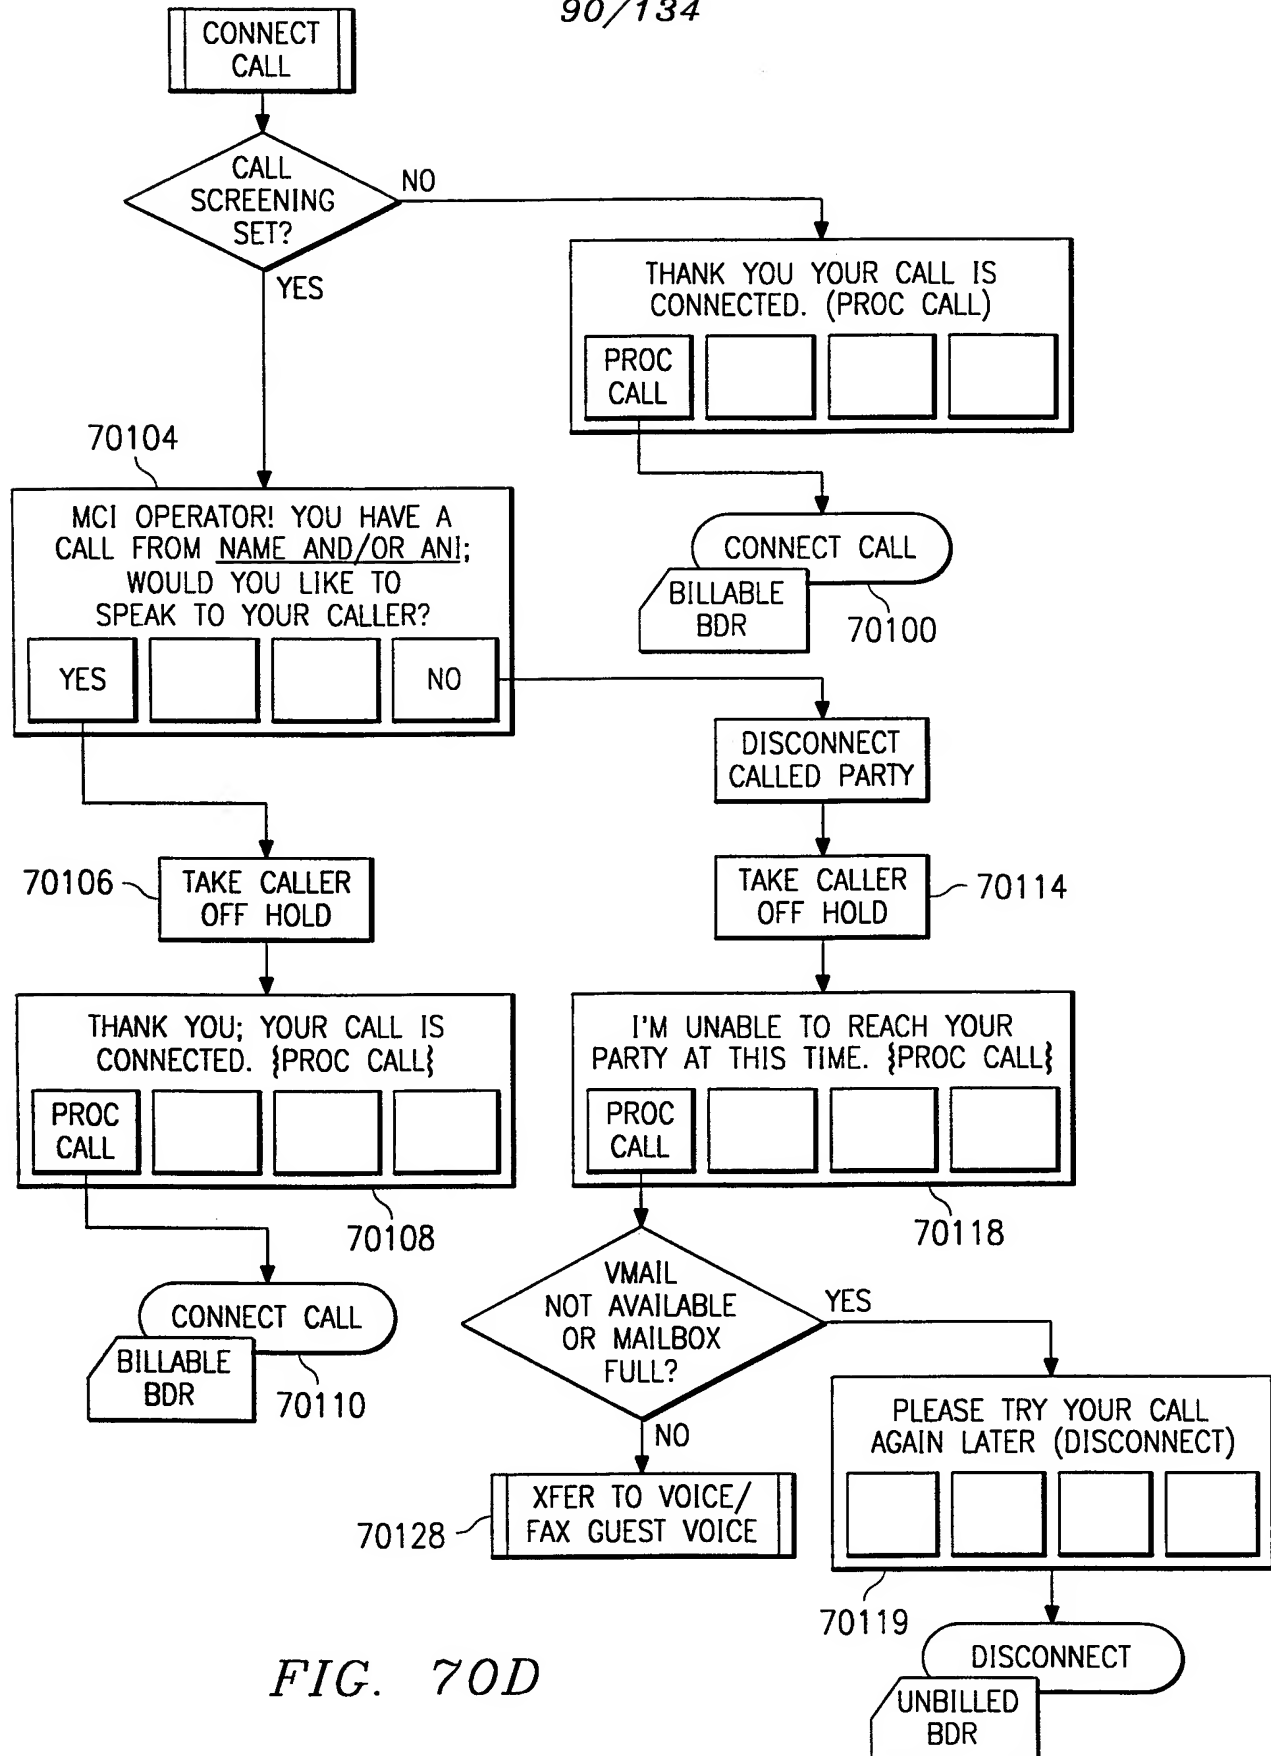 90/134
CONNECT
CALL
CALL
SCREENING
SET?
NO
YES
THANK YOU YOUR CALL IS
CONNECTED. (PROC CALL)
PROC
CALL
CONNECT CALL
BILLABLE
BDR
70100
70104
MCI OPERATOR! YOU HAVE A
CALL FROM NAME AND/OR ANI;
WOULD YOU LIKE TO
SPEAK TO YOUR CALLER?
YES
NO
DISCONNECT
CALLED PARTY
70106
TAKE CALLER
OFF HOLD
TAKE CALLER
OFF HOLD
70114
THANK YOU; YOUR CALL IS
CONNECTED. {PROC CALL}
PROC
CALL
70108
CONNECT CALL
BILLABLE
BDR
70110
I'M UNABLE TO REACH YOUR
PARTY AT THIS TIME. {PROC CALL}
PROC
CALL
70118
VMAIL
NOT AVAILABLE
OR MAILBOX
FULL?
YES
NO
70128
XFER TO VOICE/
FAX GUEST VOICE
PLEASE TRY YOUR CALL
AGAIN LATER (DISCONNECT)
70119
DISCONNECT
UNBILLED
BDR
FIG. 70D